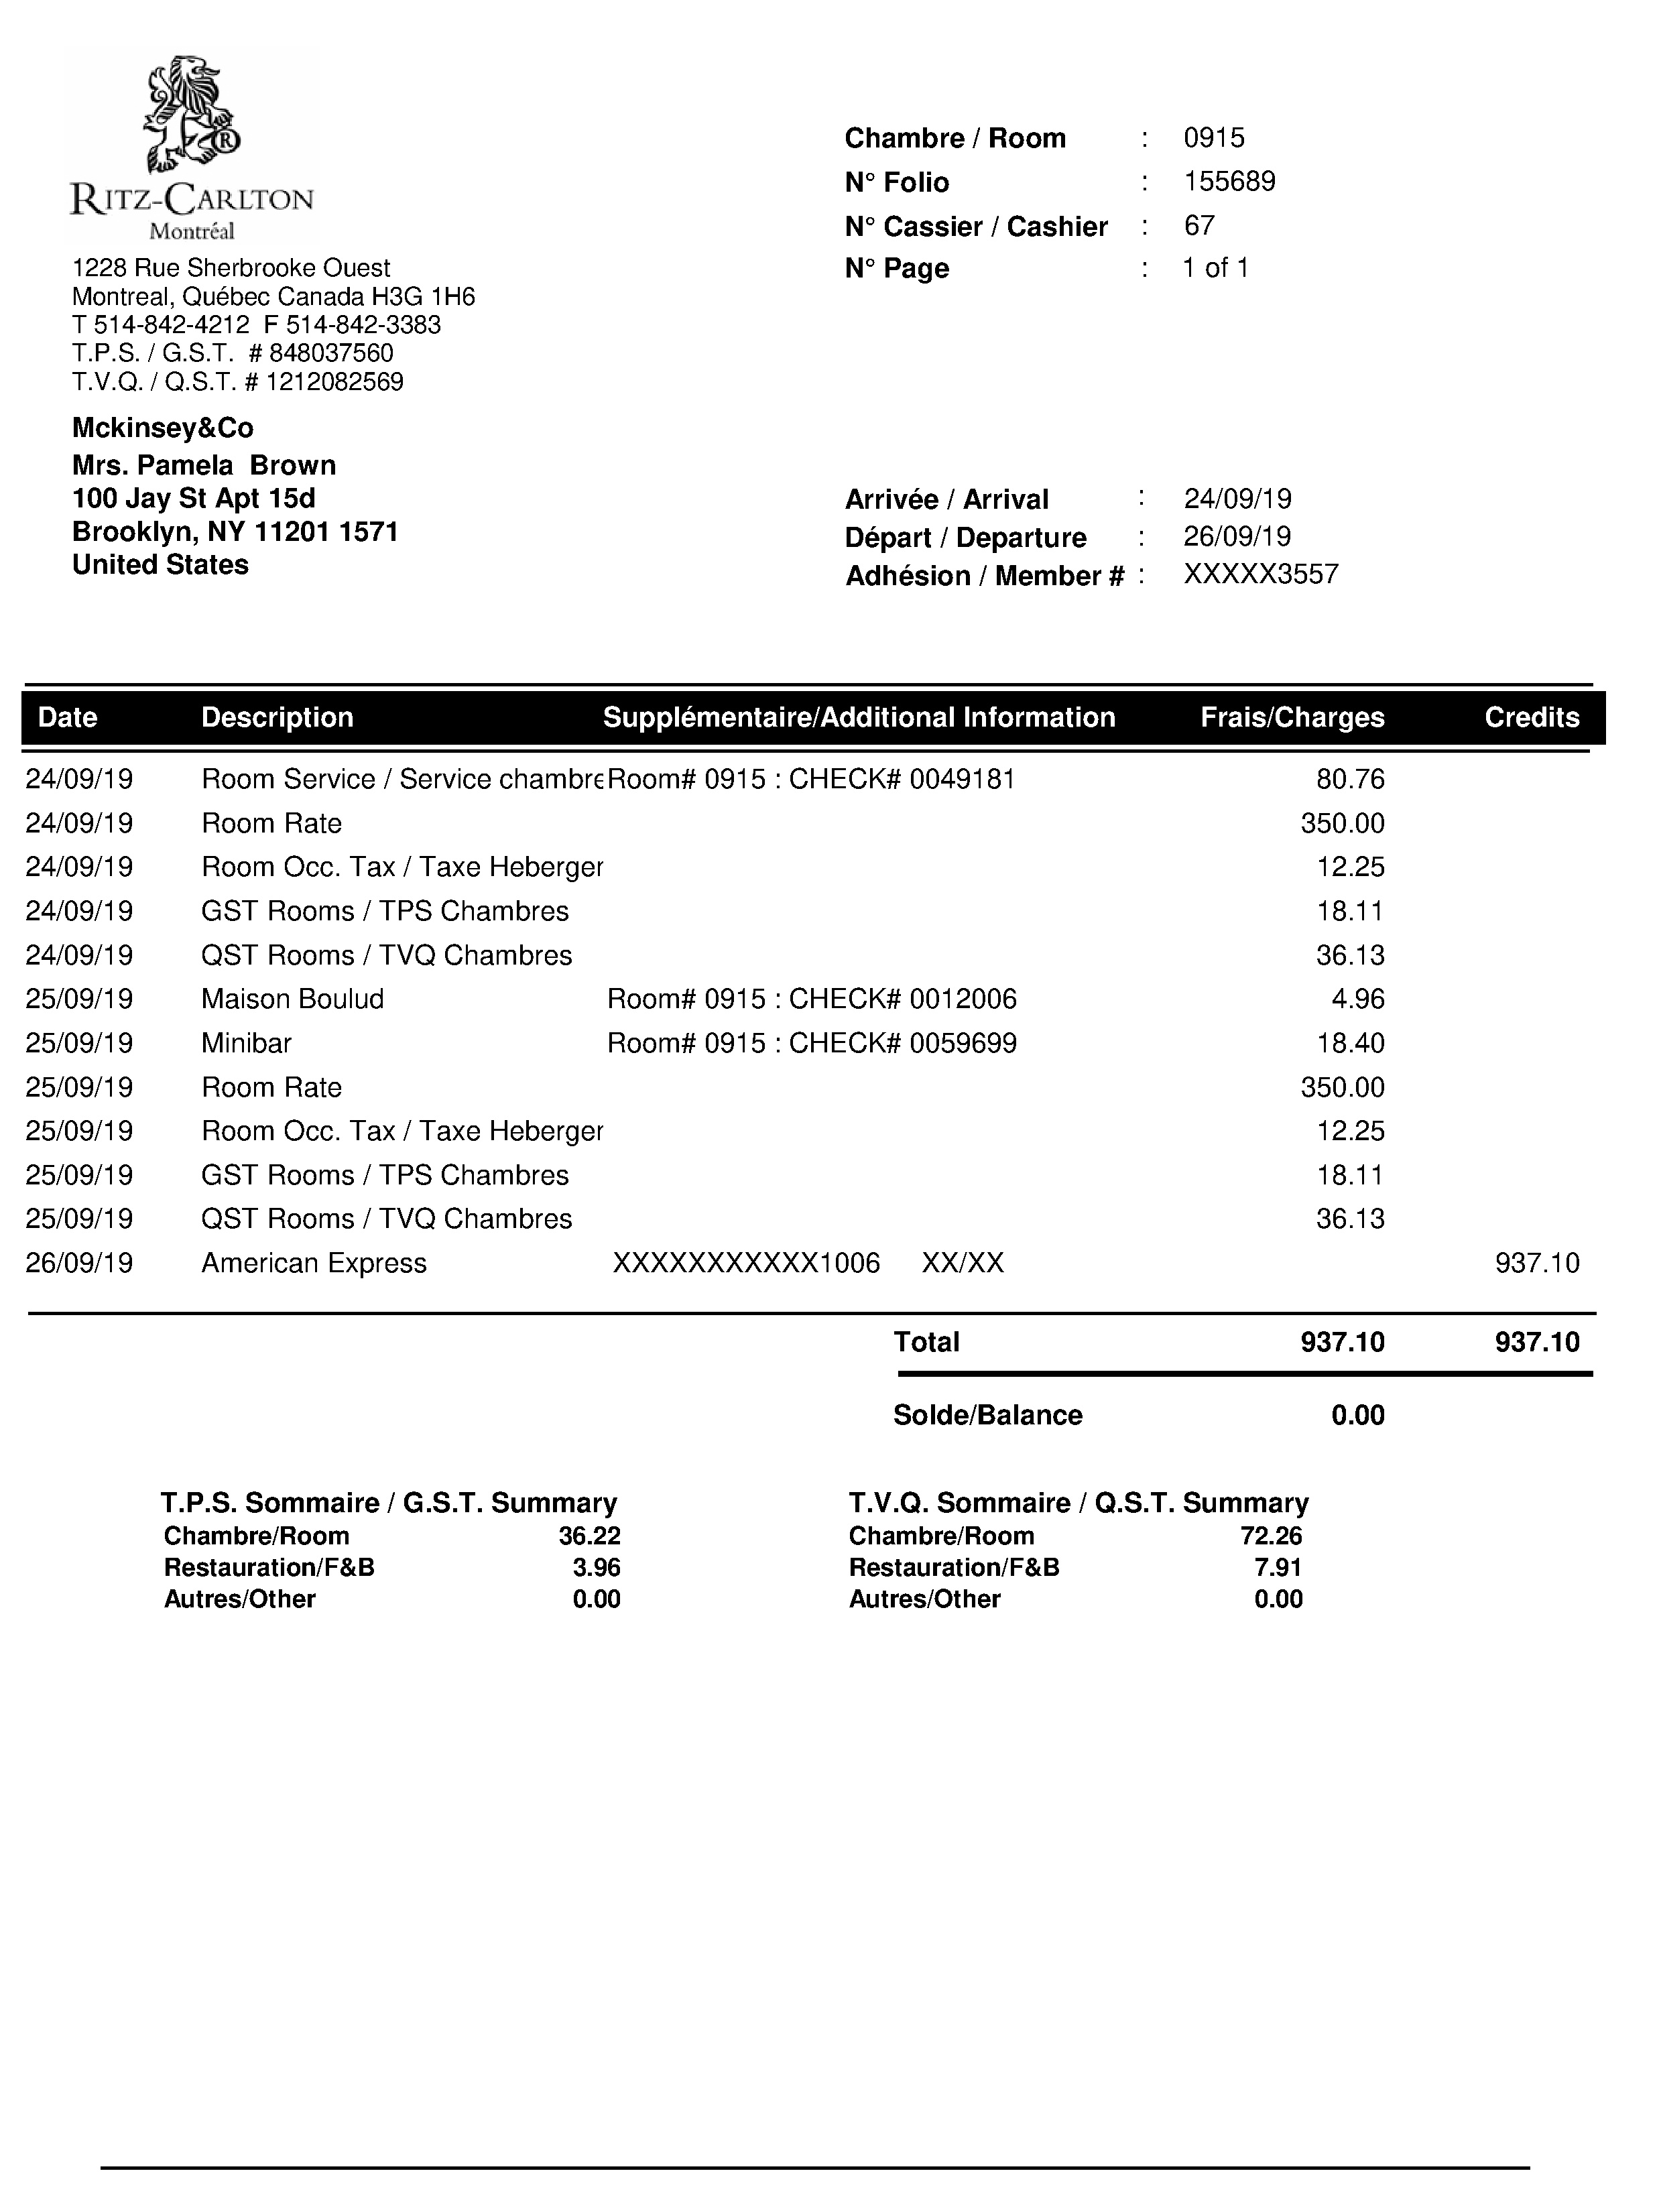 RITZ-CARLTON
Montréal
1228 Rue Sherbrooke Ouest
Montreal, Québec Canada H3G 1H6
T 514-842-4212 F 514-842-3383
T.P.S. / G.S.T. # 848037560
T.V.Q. / Q.S.T. # 1212082569
Chambre / Room : 0915
N° Folio : 155689
N° Cassier / Cashier : 67
N° Page : 1 of 1
Mckinsey&Co
Mrs. Pamela Brown
100 Jay St Apt 15d
Brooklyn, NY 11201 1571
United States
Arrivée / Arrival : 24/09/19
Départ / Departure : 26/09/19
Adhésion / Member # : XXXXX3557
Date Description Supplémentaire/Additional Information Frais/Charges Credits
24/09/19 Room Service / Service chambre Room# 0915 : CHECK# 0049181 80.76
24/09/19 Room Rate 350.00
24/09/19 Room Occ. Tax / Taxe Heberger 12.25
24/09/19 GST Rooms / TPS Chambres 18.11
24/09/19 QST Rooms / TVQ Chambres 36.13
25/09/19 Maison Boulud Room# 0915 : CHECK# 0012006 4.96
25/09/19 Minibar Room# 0915 : CHECK# 0059699 18.40
25/09/19 Room Rate 350.00
25/09/19 Room Occ. Tax / Taxe Heberger 12.25
25/09/19 GST Rooms / TPS Chambres 18.11
25/09/19 QST Rooms / TVQ Chambres 36.13
26/09/19 American Express XXXXXXXXXXX1006 XX/XX 937.10
Total 937.10 937.10
Solde/Balance 0.00
T.P.S. Sommaire / G.S.T. Summary
Chambre/Room 36.22
Restauration/F&B 3.96
Autres/Other 0.00
T.V.Q. Sommaire / Q.S.T. Summary
Chambre/Room 72.26
Restauration/F&B 7.91
Autres/Other 0.00